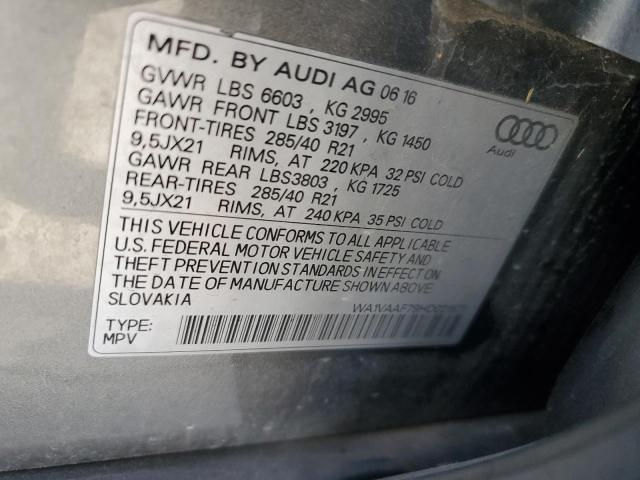 MFD. BY AUDI AG 06 16
GVWR LBS 6603 , KG 2995
GAWR FRONT LBS 3197 , KG 1450
FRONT-TIRES 285/40 R21
9,5JX21 RIMS, AT 220 KPA 32 PSI COLD
GAWR REAR LBS3803 , KG 1725
REAR-TIRES 285/40 R21
9,5JX21 RIMS, AT 240 KPA 35 PSI COLD
THIS VEHICLE CONFORMS TO ALL APPLICABLE
U.S. FEDERAL MOTOR VEHICLE SAFETY AND
THEFT PREVENTION STANDARDS IN EFFECT ON
THE DATE OF MANUFACTURE SHOWN ABOVE
SLOVAKIA
TYPE:
MPV
Audi